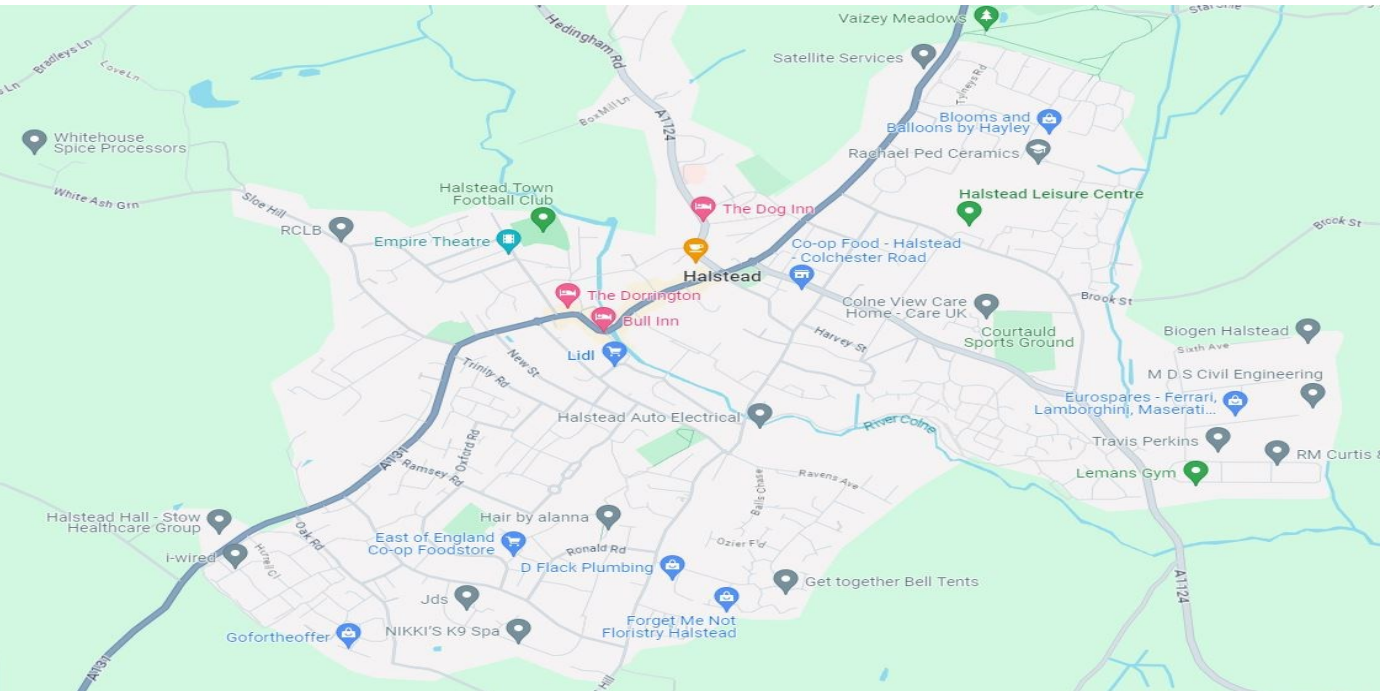 Vaizey Meadows
Hedingham Rd
Satellite Services
Bradleys Ln
Love Ln
Tylneys Rd
Box Mill Ln
A1124
Blooms and
Balloons by Hayley
Rachael Ped Ceramics
Whitehouse
Spice Processors
White Ash Grn
Sloe Hill
Halstead Town
Football Club
Halstead Leisure Centre
The Dog Inn
RCLB
Empire Theatre
Brook St
Co-op Food - Halstead
- Colchester Road
Halstead
The Dorrington
Bull Inn
Brook St
Colne View Care
Home - Care UK
Courtauld
Sports Ground
Harvey St
Biogen Halstead
Sixth Ave
Lidl
New St
Trinity Rd
M D S Civil Engineering
Eurospares - Ferrari,
Lamborghini, Maserati...
Halstead Auto Electrical
River Colne
Travis Perkins
RM Curtis &
Lemans Gym
A131
Ramsey Rd
Oxford Rd
Balls Chase
Ravens Ave
Halstead Hall - Stow
Healthcare Group
i-wired
Oak Rd
Hair by alanna
East of England
Co-op Foodstore
Ronald Rd
Ozier F'd
D Flack Plumbing
Get together Bell Tents
A1124
Jds
Forget Me Not
Floristry Halstead
Gofortheoffer
NIKKI'S K9 Spa
A131
Hill